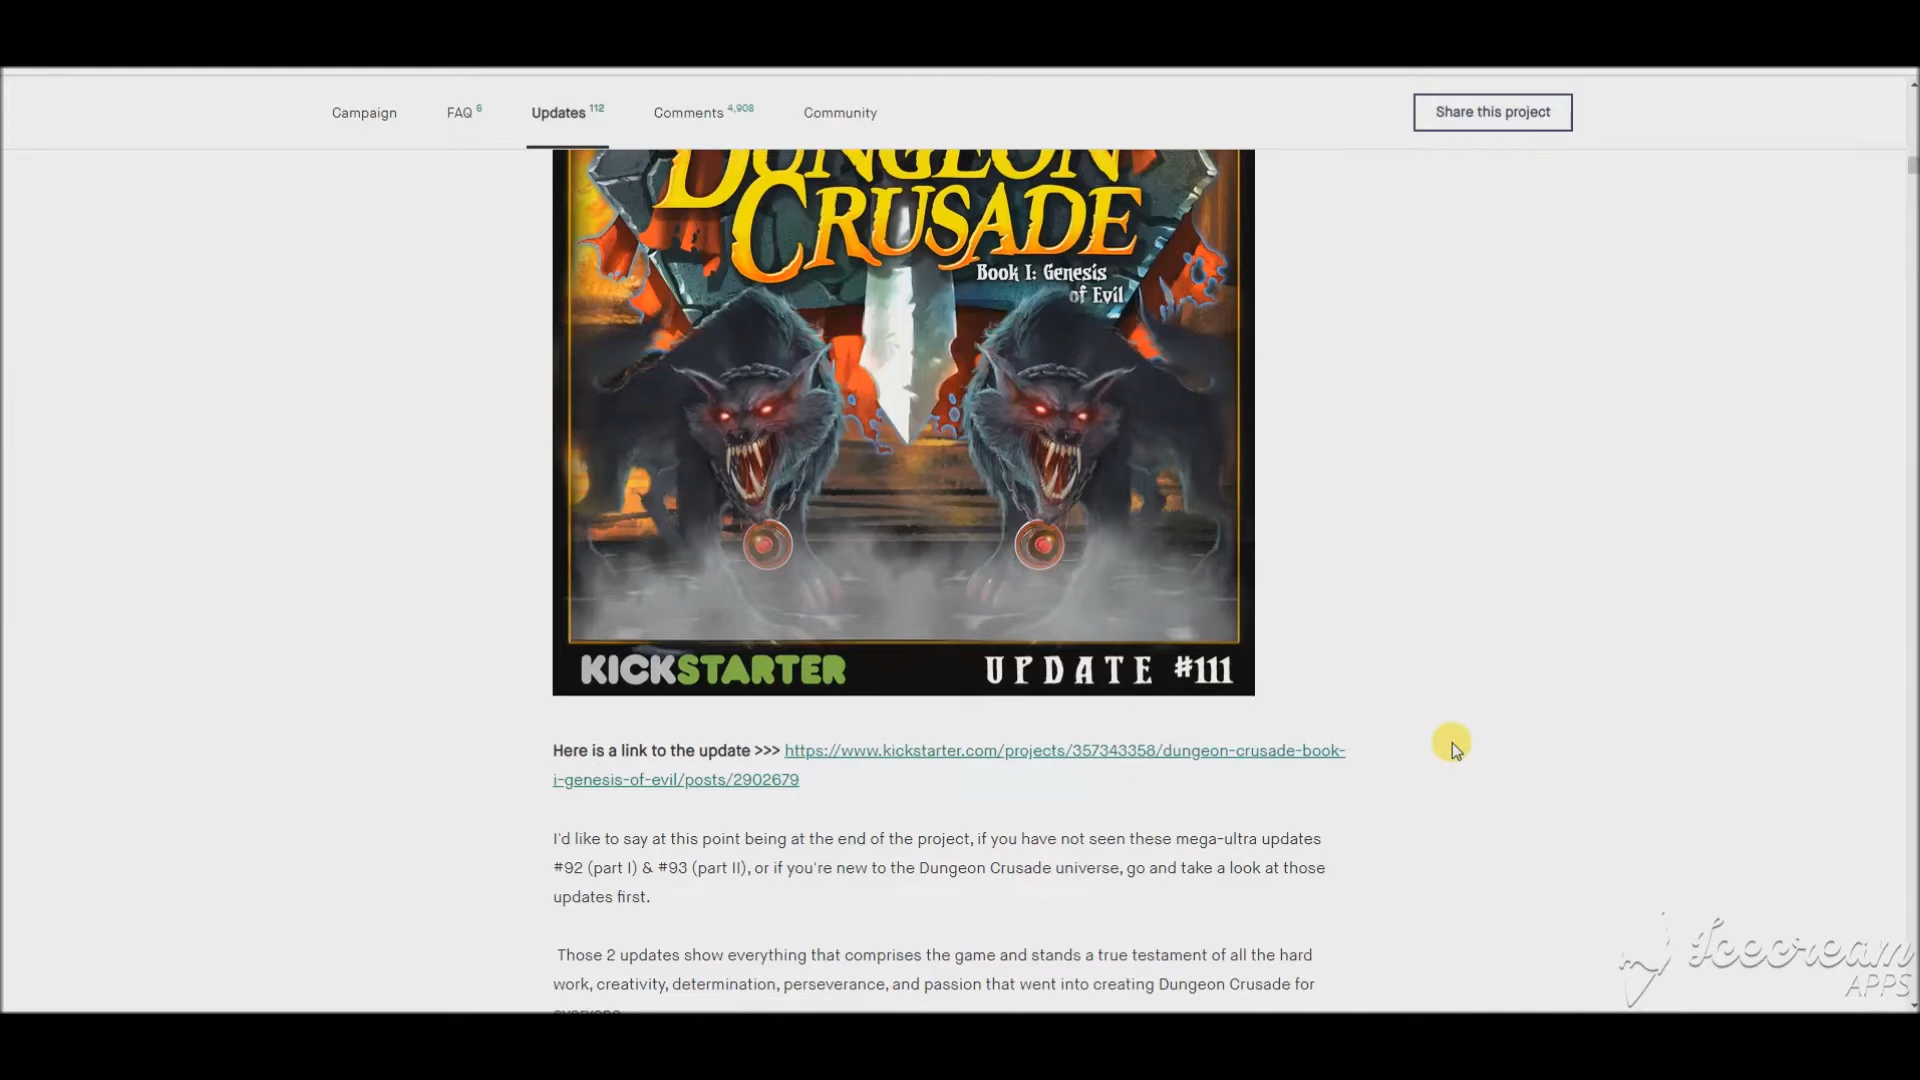 Campaign FAQ 6 Updates 112 Comments 4,908 Community Share this project
DUNGEON
CRUSADE
Book I: Genesis
of Evil
KICKSTARTER UPDATE #111
Here is a link to the update >>> https://www.kickstarter.com/projects/357343358/dungeon-crusade-book-
i-genesis-of-evil/posts/2902679
I'd like to say at this point being at the end of the project, if you have not seen these mega-ultra updates
#92 (part I) & #93 (part II), or if you're new to the Dungeon Crusade universe, go and take a look at those
updates first.
Those 2 updates show everything that comprises the game and stands a true testament of all the hard
work, creativity, determination, perseverance, and passion that went into creating Dungeon Crusade for
everyone
Icecream
APPS